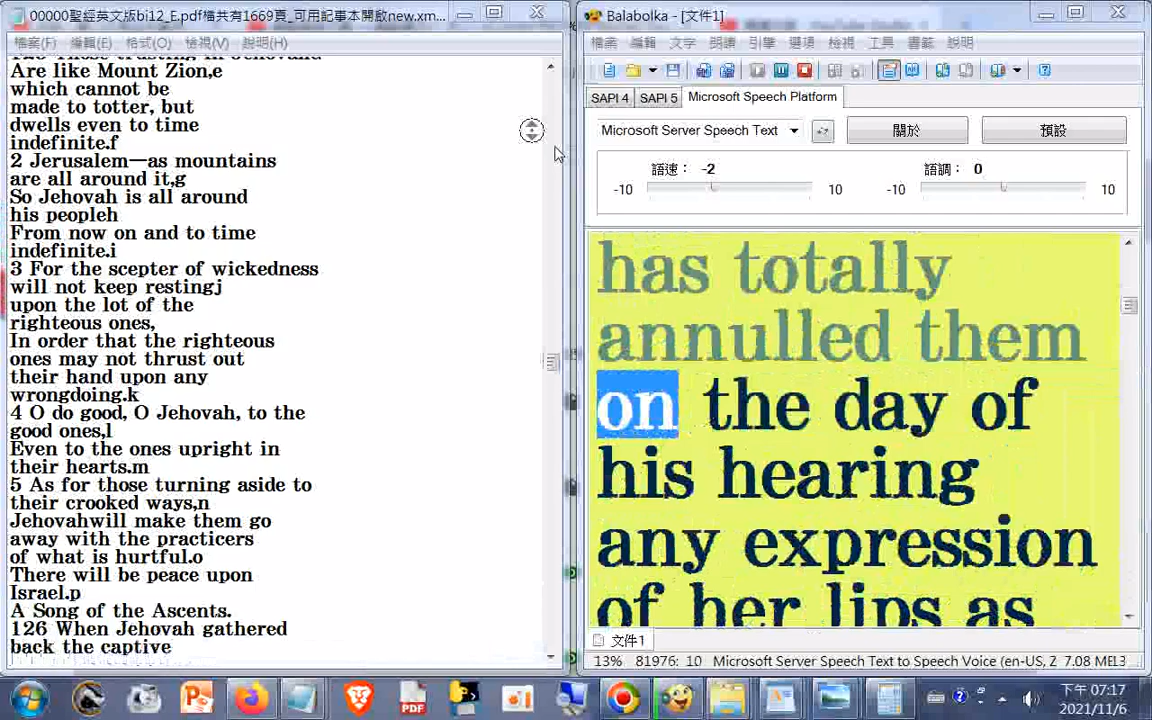 00000聖經英文版bi12_E.pdf檔共有1669頁_可用記事本開啟new.xm...
檔案(F) 編輯(E) 格式(O) 檢視(V) 說明(H)
Are like Mount Zion,e
which cannot be
made to totter, but
dwells even to time
indefinite.f
2 Jerusalem—as mountains
are all around it,g
So Jehovah is all around
his peopleh
From now on and to time
indefinite.i
3 For the scepter of wickedness
will not keep restingj
upon the lot of the
righteous ones,
In order that the righteous
ones may not thrust out
their hand upon any
wrongdoing.k
4 O do good, O Jehovah, to the
good ones,l
Even to the ones upright in
their hearts.m
5 As for those turning aside to
their crooked ways,n
Jehovahwill make them go
away with the practicers
of what is hurtful.o
There will be peace upon
Israel.p
A Song of the Ascents.
126 When Jehovah gathered
back the captive
Balabolka - [文件1]
檔案 編輯 文字 朗讀 引擎 選項 檢視 工具 書籤 說明
SAPI 4 SAPI 5 Microsoft Speech Platform
Microsoft Server Speech Text 關於 預設
語速： -2 語調： 0
-10 10 -10 10
has totally
annulled them
on the day of
his hearing
any expression
of her lips as
文件1
13% 81976: 10 Microsoft Server Speech Text to Speech Voice (en-US, 2 7.08 ME
下午 07:17
2021/11/6